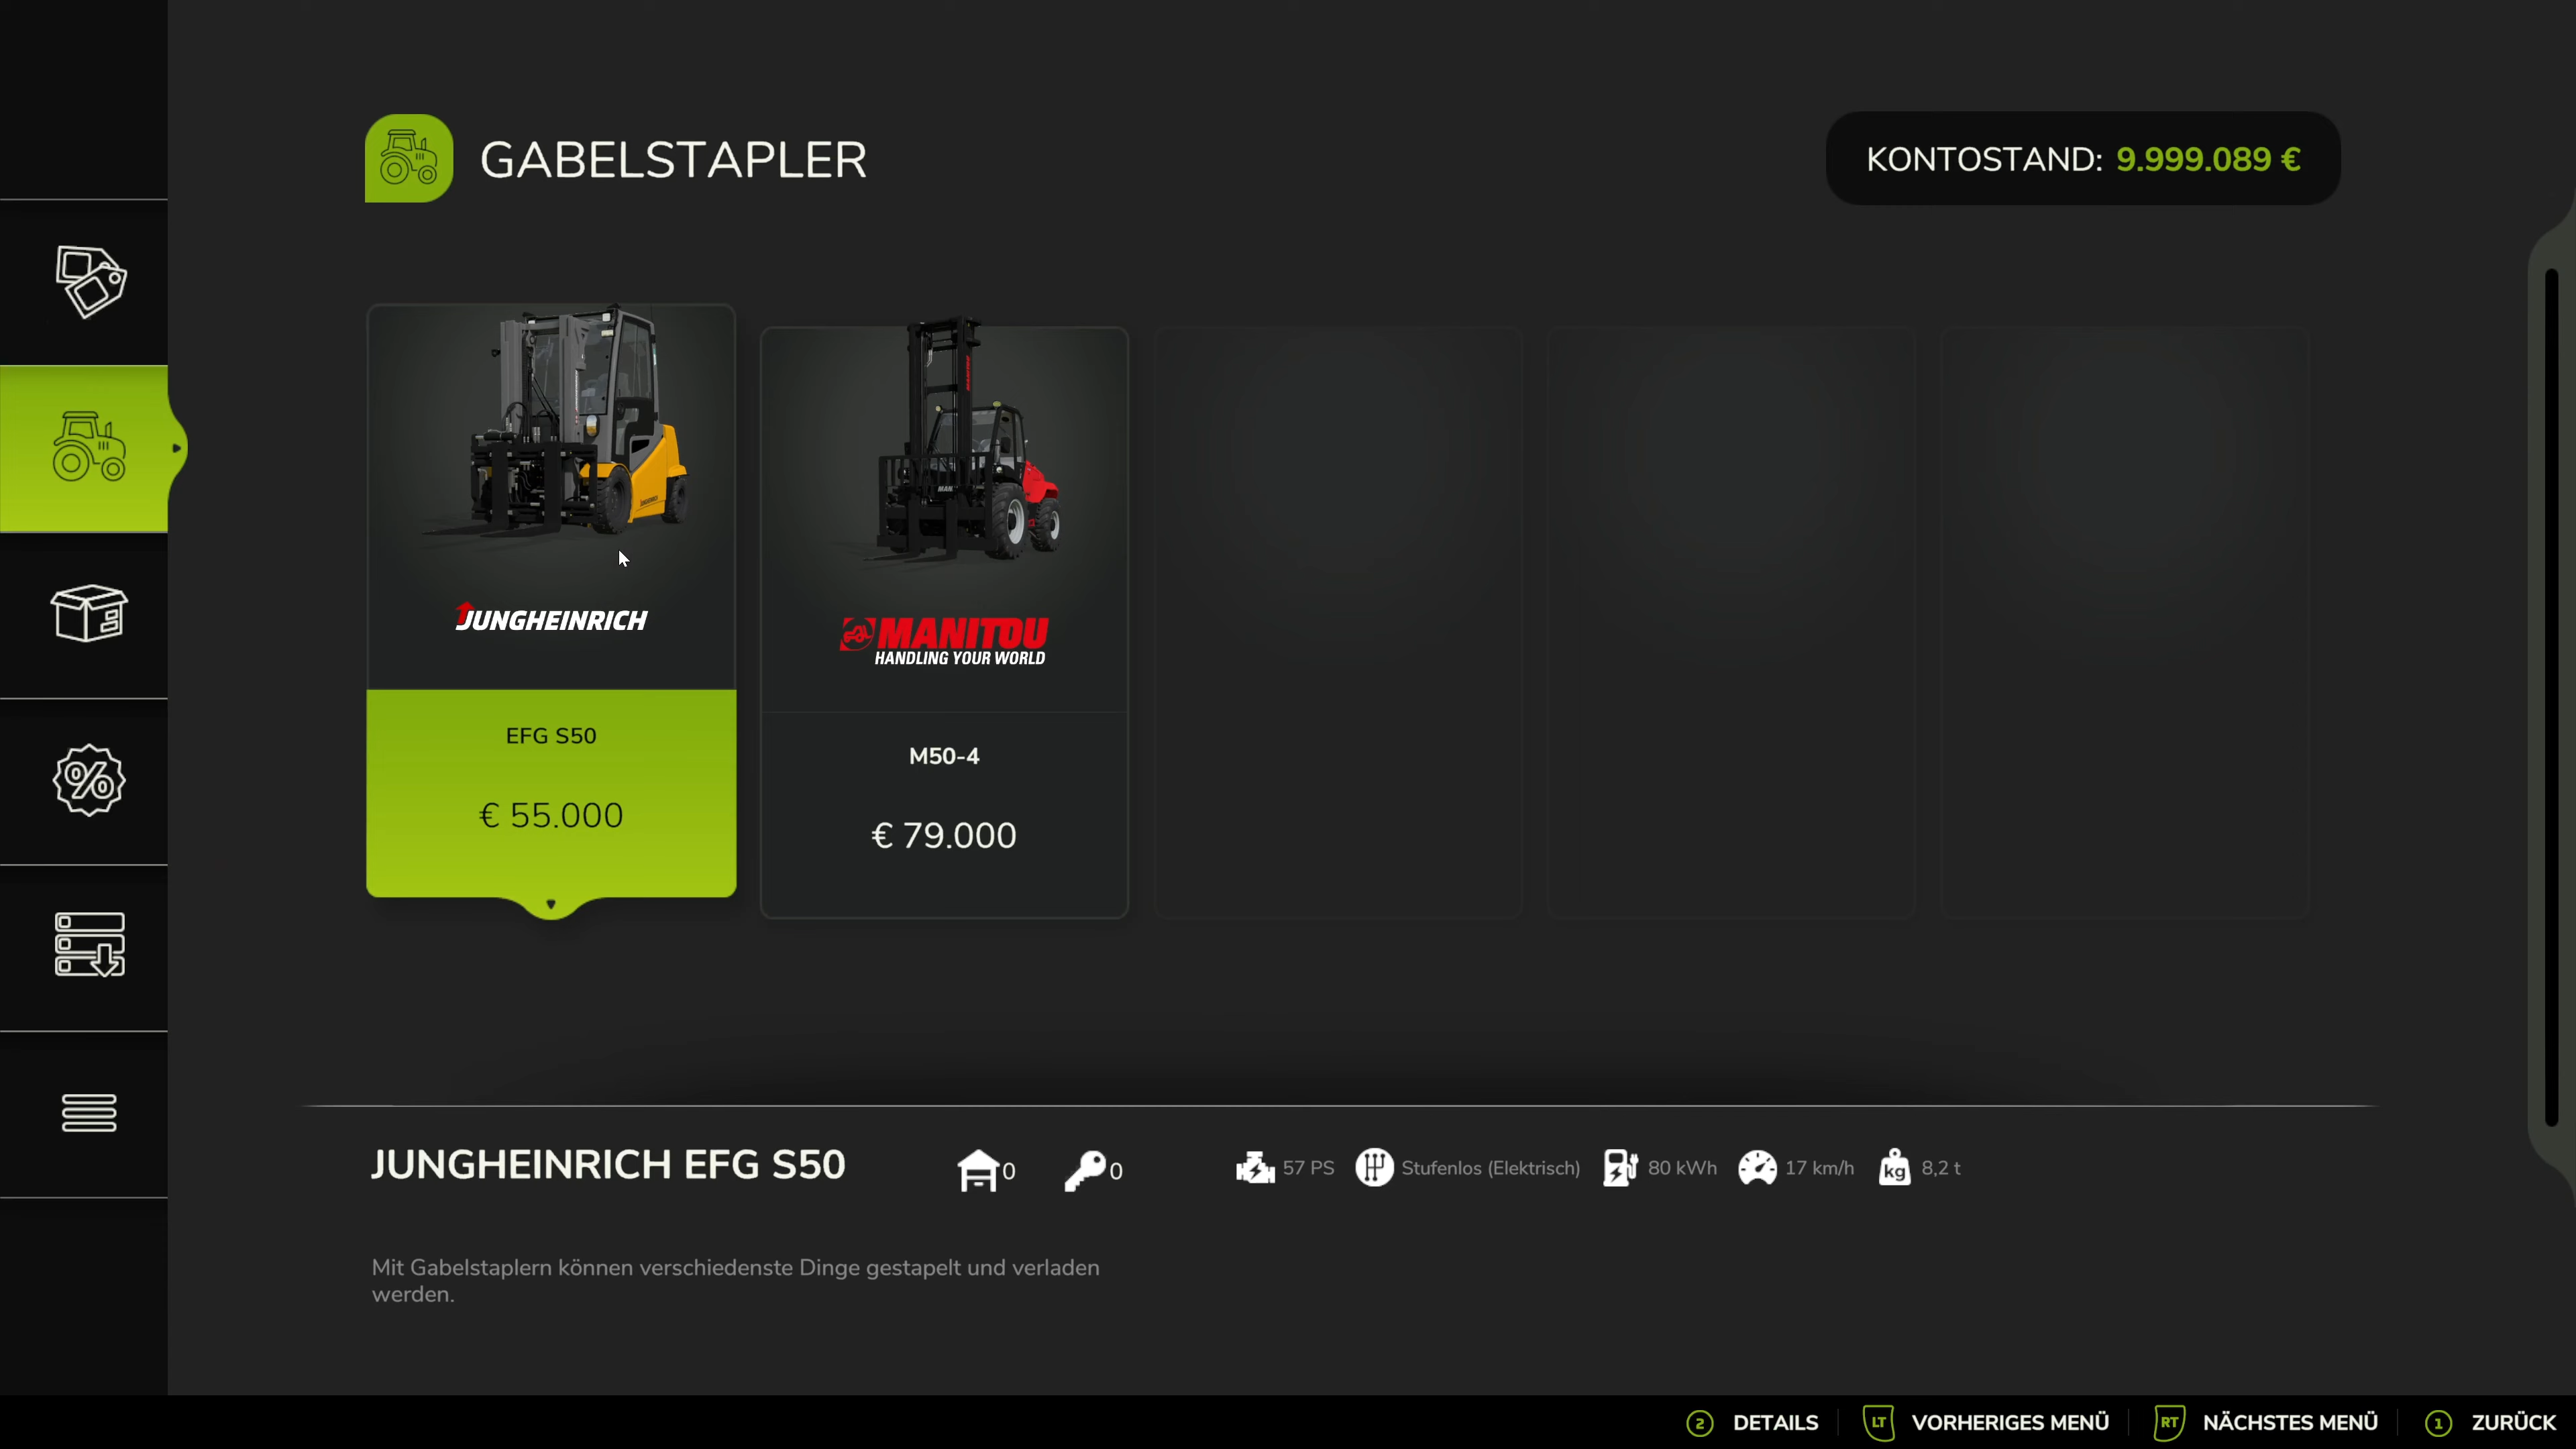 GABELSTAPLER
KONTOSTAND: 9.999.089 €
JUNGHEINRICH
EFG S50
€ 55.000
MANITOU
HANDLING YOUR WORLD
M50-4
€ 79.000
JUNGHEINRICH EFG S50
0
0
57 PS
Stufenlos (Elektrisch)
80 kWh
17 km/h
kg
8,2 t
Mit Gabelstaplern können verschiedenste Dinge gestapelt und verladen
werden.
2 DETAILS
LT VORHERIGES MENÜ
RT NÄCHSTES MENÜ
1 ZURÜCK